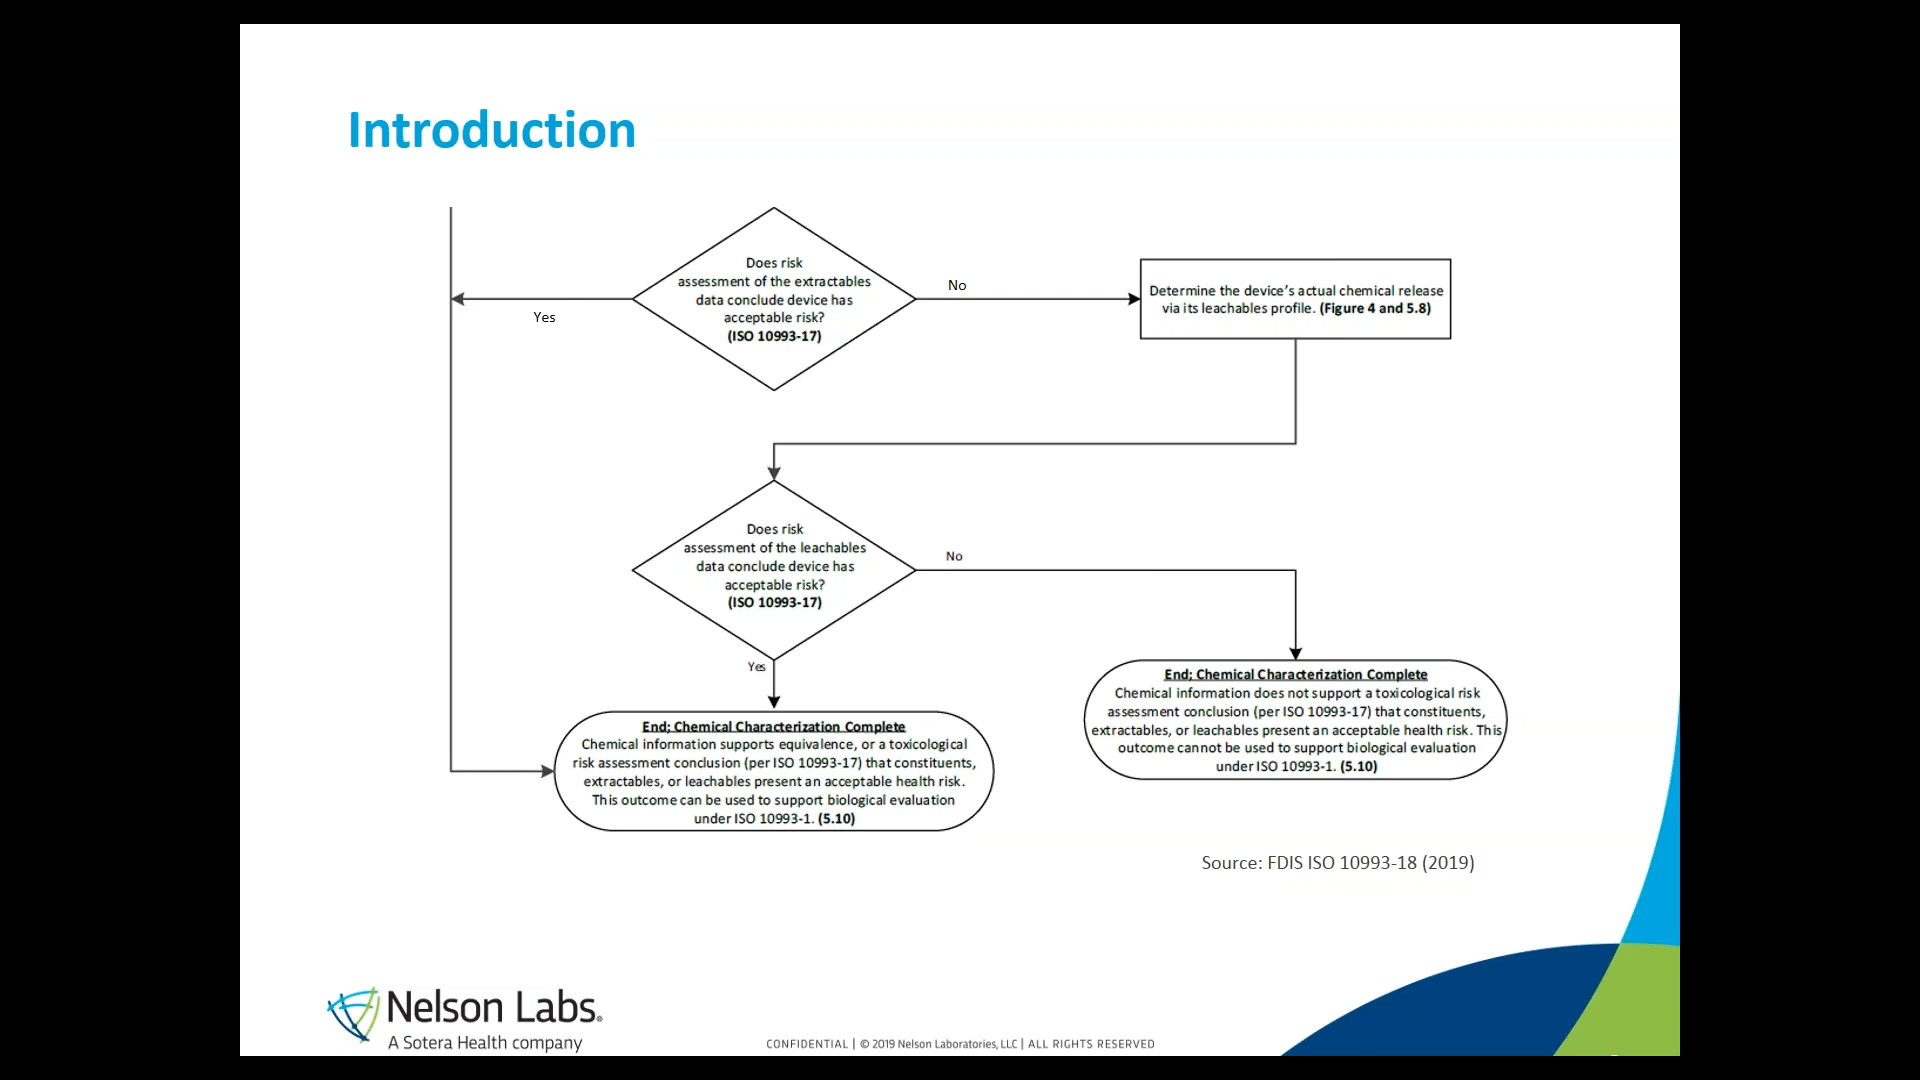 Introduction
Does risk
assessment of the extractables
data conclude device has
acceptable risk?
(ISO 10993-17)
No
Yes
Determine the device's actual chemical release
via its leachables profile. (Figure 4 and 5.8)
Does risk
assessment of the leachables
data conclude device has
acceptable risk?
(ISO 10993-17)
No
Yes
End; Chemical Characterization Complete
Chemical information does not support a toxicological risk
assessment conclusion (per ISO 10993-17) that constituents,
extractables, or leachables present an acceptable health risk. This
outcome cannot be used to support biological evaluation
under ISO 10993-1. (5.10)
End; Chemical Characterization Complete
Chemical information supports equivalence, or a toxicological
risk assessment conclusion (per ISO 10993-17) that constituents,
extractables, or leachables present an acceptable health risk.
This outcome can be used to support biological evaluation
under ISO 10993-1. (5.10)
Source: FDIS ISO 10993-18 (2019)
Nelson Labs®
A Sotera Health company
CONFIDENTIAL | © 2019 Nelson Laboratories, LLC | ALL RIGHTS RESERVED